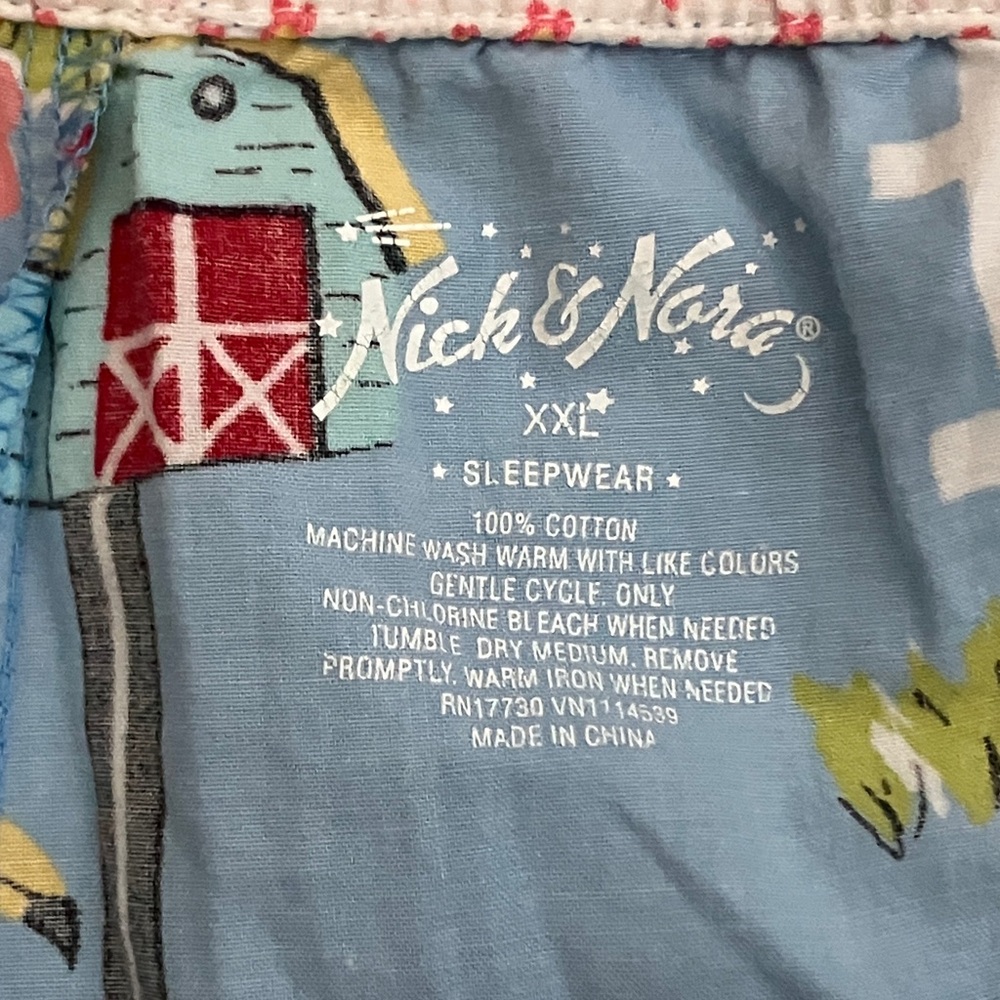 Nick & Nora®
XXL
SLEEPWEAR
100% COTTON
MACHINE WASH WARM WITH LIKE COLORS
GENTLE CYCLE. ONLY
NON-CHLORINE BLEACH WHEN NEEDED
TUMBLE DRY MEDIUM. REMOVE
PROMPTLY. WARM IRON WHEN NEEDED
RN17730 VN1114539
MADE IN CHINA